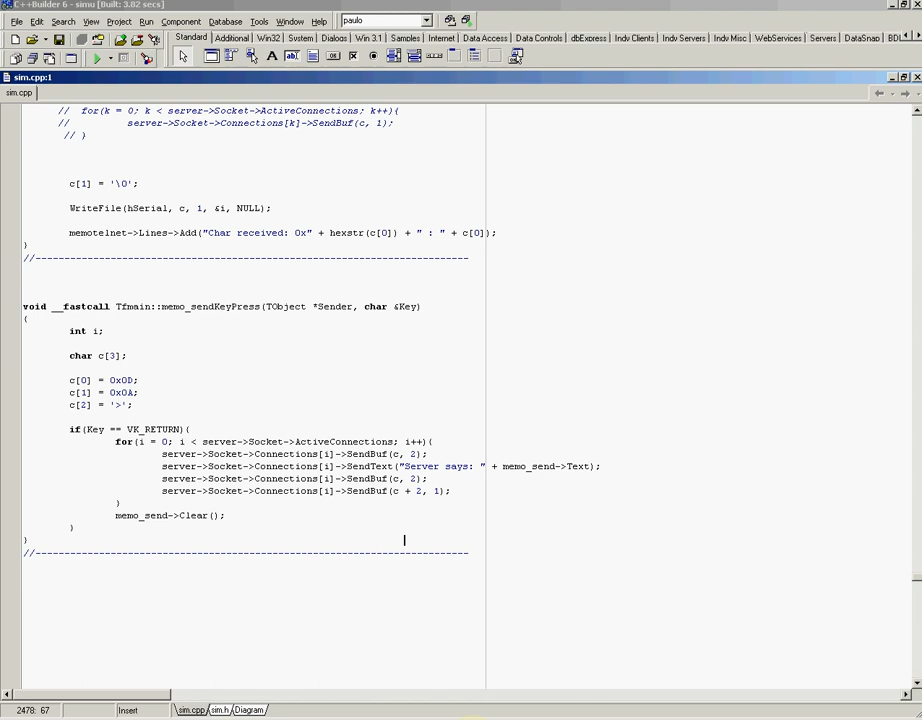 C++Builder 6 - simu [Built: 3.82 secs]
File Edit Search View Project Run Component Database Tools Window Help paulo
Standard Additional Win32 System Dialogs Win 3.1 Samples Internet Data Access Data Controls dbExpress Indy Clients Indy Servers Indy Misc WebServices Servers DataSnap BDE
sim.cpp:1
sim.cpp
// for(k = 0; k < server->Socket->ActiveConnections; k++){
// server->Socket->Connections[k]->SendBuf(c, 1);
// }
c[1] = '\0';
WriteFile(hSerial, c, 1, &i, NULL);
memotelnet->Lines->Add("Char received: 0x" + hexstr(c[0]) + " : " + c[0]);
}
//---------------------------------------------------------------------------
void __fastcall Tfmain::memo_sendKeyPress(TObject *Sender, char &Key)
{
int i;
char c[3];
c[0] = 0x0D;
c[1] = 0x0A;
c[2] = '>';
if(Key == VK_RETURN){
for(i = 0; i < server->Socket->ActiveConnections; i++){
server->Socket->Connections[i]->SendBuf(c, 2);
server->Socket->Connections[i]->SendText("Server says: " + memo_send->Text);
server->Socket->Connections[i]->SendBuf(c, 2);
server->Socket->Connections[i]->SendBuf(c + 2, 1);
}
memo_send->Clear();
}
}
//---------------------------------------------------------------------------
2478: 67 Insert sim.cpp sim.h Diagram